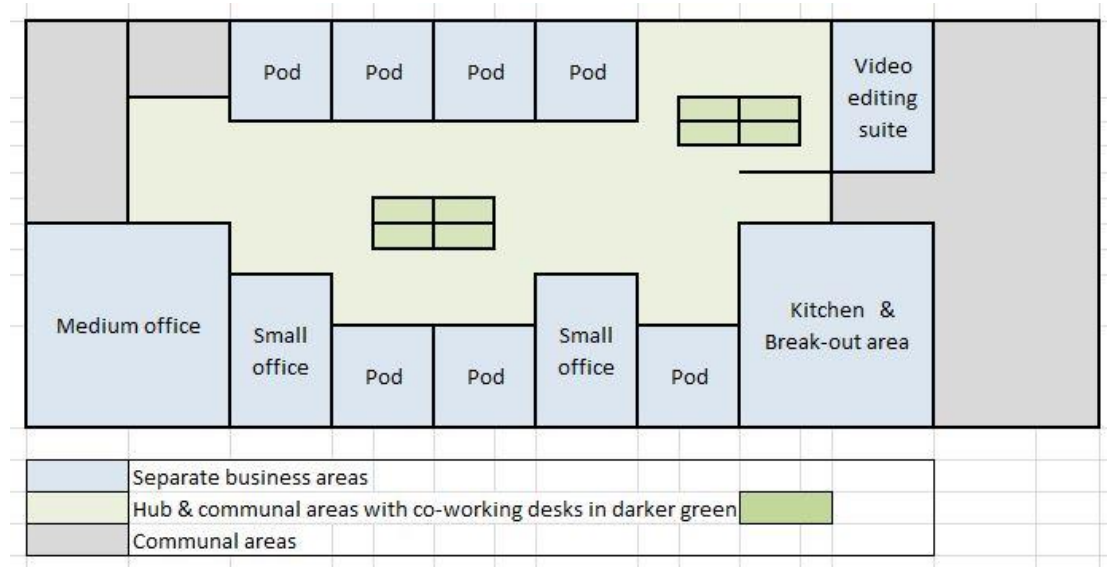 Pod
Pod
Pod
Pod
Video
editing
suite
Medium office
Small
office
Pod
Pod
Small
office
Pod
Kitchen &
Break-out area
Separate business areas
Hub & communal areas with co-working desks in darker green
Communal areas